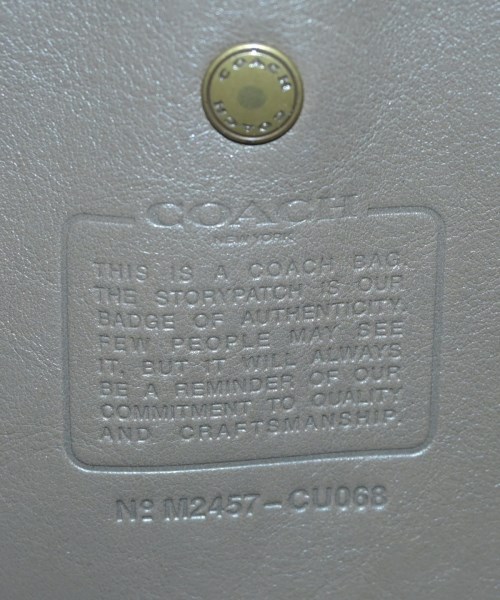 COACH
COACH
COACH
NEW YORK
THIS IS A COACH BAG.
THE STORYPATCH IS OUR
BADGE OF AUTHENTICITY.
FEW PEOPLE MAY SEE
IT, BUT IT WILL ALWAYS
BE A REMINDER OF OUR
COMMITMENT TO QUALITY
AND CRAFTSMANSHIP.
Nº M2457-CU068